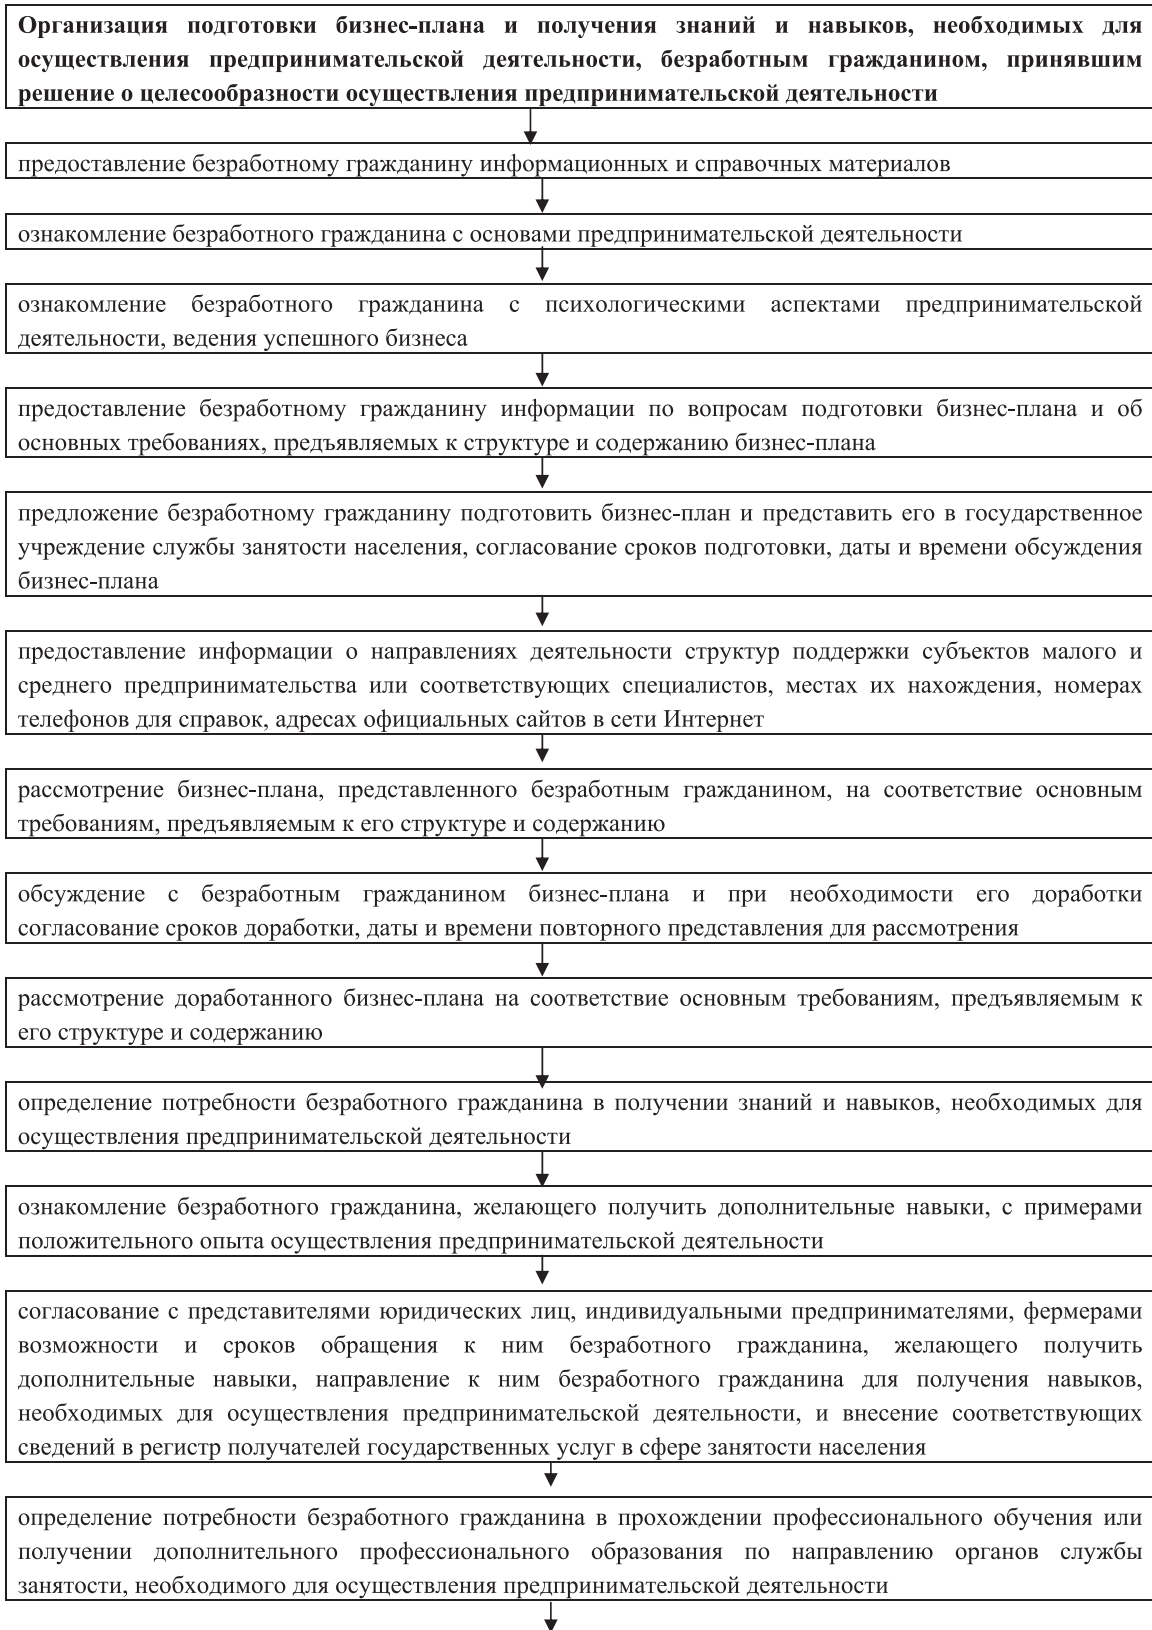 Организация подготовки бизнес-плана и получения знаний и навыков, необходимых для
осуществления предпринимательской деятельности, безработным гражданином, принявшим
решение о целесообразности осуществления предпринимательской деятельности
предоставление безработному гражданину информационных и справочных материалов
ознакомление безработного гражданина с основами предпринимательской деятельности
ознакомление безработного гражданина с психологическими аспектами предпринимательской
деятельности, ведения успешного бизнеса
предоставление безработному гражданину информации по вопросам подготовки бизнес-плана и об
основных требованиях, предъявляемых к структуре и содержанию бизнес-плана
предложение безработному гражданину подготовить бизнес-план и представить его в государственное
учреждение службы занятости населения, согласование сроков подготовки, даты и времени обсуждения
бизнес-плана
предоставление информации о направлениях деятельности структур поддержки субъектов малого и
среднего предпринимательства или соответствующих специалистов, местах их нахождения, номерах
телефонов для справок, адресах официальных сайтов в сети Интернет
рассмотрение бизнес-плана, представленного безработным гражданином, на соответствие основным
требованиям, предъявляемым к его структуре и содержанию
обсуждение с безработным гражданином бизнес-плана и при необходимости его доработки
согласование сроков доработки, даты и времени повторного представления для рассмотрения
рассмотрение доработанного бизнес-плана на соответствие основным требованиям, предъявляемым к
его структуре и содержанию
определение потребности безработного гражданина в получении знаний и навыков, необходимых для
осуществления предпринимательской деятельности
ознакомление безработного гражданина, желающего получить дополнительные навыки, с примерами
положительного опыта осуществления предпринимательской деятельности
согласование с представителями юридических лиц, индивидуальными предпринимателями, фермерами
возможности и сроков обращения к ним безработного гражданина, желающего получить
дополнительные навыки, направление к ним безработного гражданина для получения навыков,
необходимых для осуществления предпринимательской деятельности, и внесение соответствующих
сведений в регистр получателей государственных услуг в сфере занятости населения
определение потребности безработного гражданина в прохождении профессионального обучения или
получении дополнительного профессионального образования по направлению органов службы
занятости, необходимого для осуществления предпринимательской деятельности